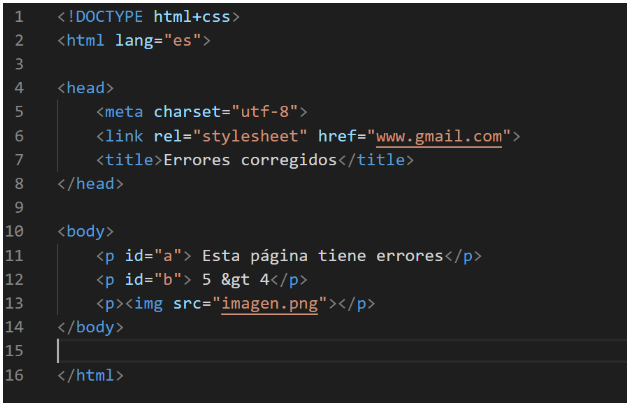 1 <!DOCTYPE html+css>
2 <html lang="es">
3
4 <head>
5 <meta charset="utf-8">
6 <link rel="stylesheet" href="www.gmail.com">
7 <title>Errores corregidos</title>
8 </head>
9
10 <body>
11 <p id="a"> Esta página tiene errores</p>
12 <p id="b"> 5 &gt 4</p>
13 <p><img src="imagen.png"></p>
14 </body>
15
16 </html>